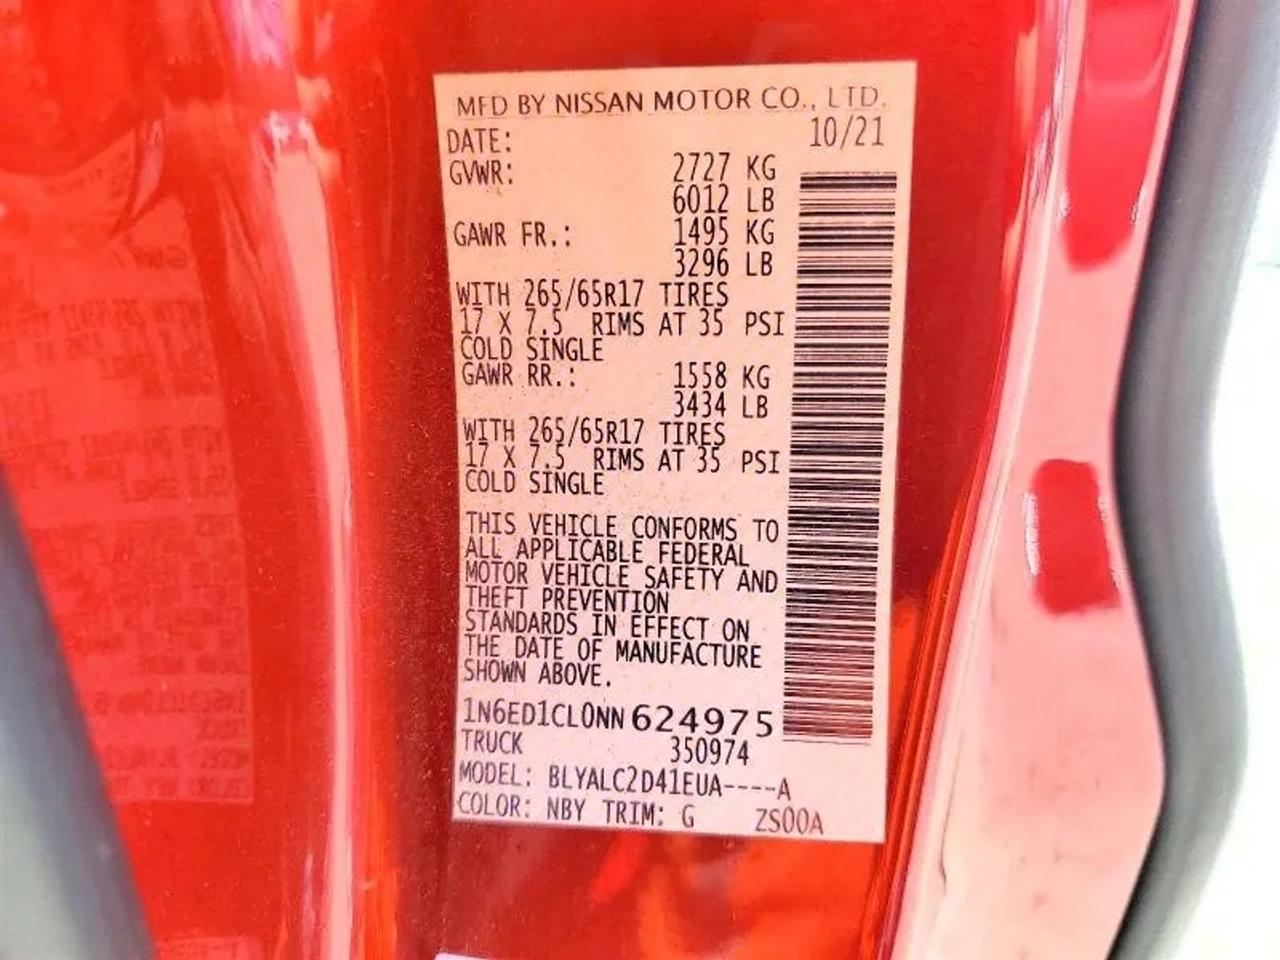 MFD BY NISSAN MOTOR CO., LTD.
DATE: 10/21
GVWR: 2727 KG
6012 LB
GAWR FR.: 1495 KG
3296 LB
WITH 265/65R17 TIRES
17 X 7.5 RIMS AT 35 PSI
COLD SINGLE
GAWR RR.: 1558 KG
3434 LB
WITH 265/65R17 TIRES
17 X 7.5 RIMS AT 35 PSI
COLD SINGLE
THIS VEHICLE CONFORMS TO
ALL APPLICABLE FEDERAL
MOTOR VEHICLE SAFETY AND
THEFT PREVENTION
STANDARDS IN EFFECT ON
THE DATE OF MANUFACTURE
SHOWN ABOVE.
1N6ED1CL0NN624975
TRUCK 350974
MODEL: BLYALC2D41EUA----A
COLOR: NBY TRIM: G ZS00A